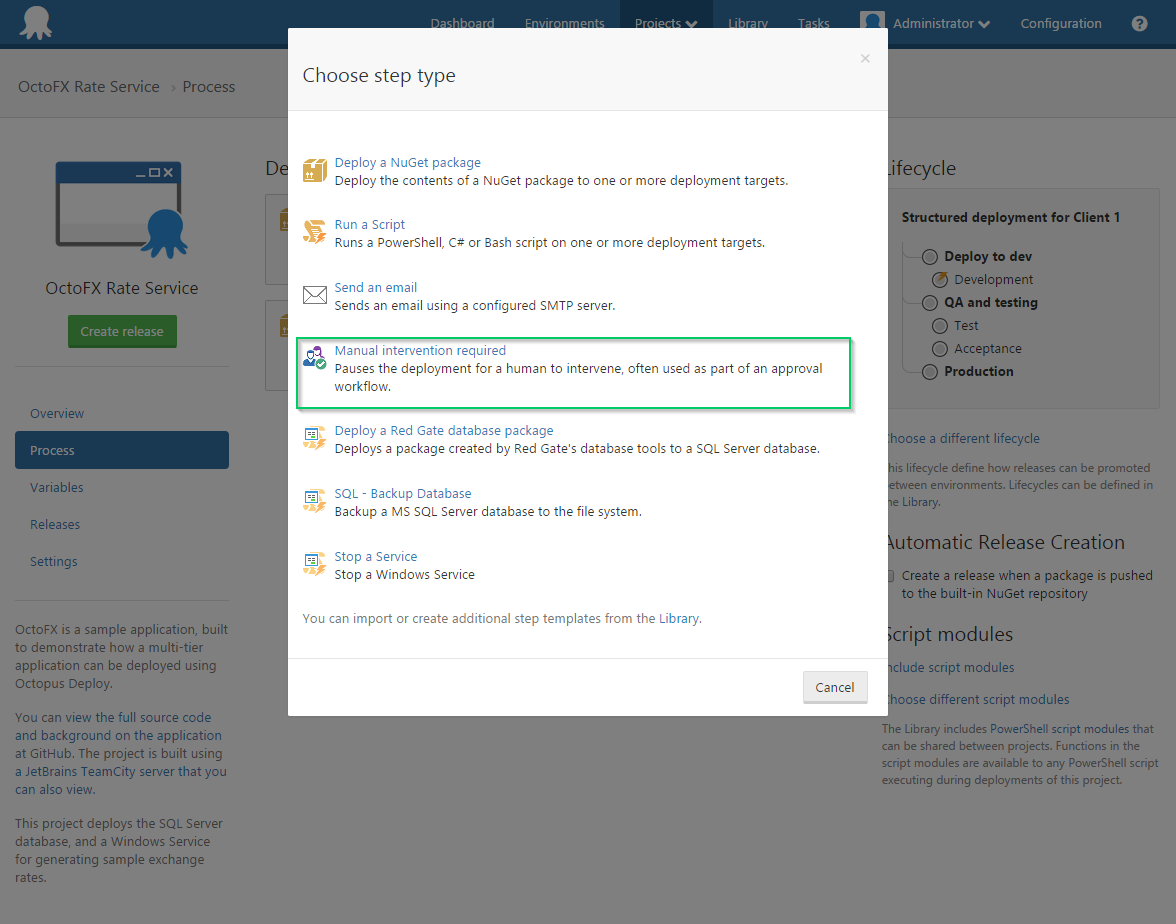 Dashboard Environments Projects Library Tasks Administrator Configuration ?
OctoFX Rate Service › Process
Choose step type
×
Deploy a NuGet package
Deploy the contents of a NuGet package to one or more deployment targets.
Run a Script
Runs a PowerShell, C# or Bash script on one or more deployment targets.
Send an email
Sends an email using a configured SMTP server.
Manual intervention required
Pauses the deployment for a human to intervene, often used as part of an approval
workflow.
Deploy a Red Gate database package
Deploys a package created by Red Gate's database tools to a SQL Server database.
SQL - Backup Database
Backup a MS SQL Server database to the file system.
Stop a Service
Stop a Windows Service
You can import or create additional step templates from the Library.
Cancel
OctoFX Rate Service
Create release
Overview
Process
Variables
Releases
Settings
OctoFX is a sample application, built
to demonstrate how a multi-tier
application can be deployed using
Octopus Deploy.
You can view the full source code
and background on the application
at GitHub. The project is built using
a JetBrains TeamCity server that you
can also view.
This project deploys the SQL Server
database, and a Windows Service
for generating sample exchange
rates.
De
Lifecycle
Structured deployment for Client 1
Deploy to dev
Development
QA and testing
Test
Acceptance
Production
Choose a different lifecycle
This lifecycle define how releases can be promoted
between environments. Lifecycles can be defined in
the Library.
Automatic Release Creation
Create a release when a package is pushed
to the built-in NuGet repository
Script modules
Include script modules
Choose different script modules
The Library includes PowerShell script modules that
can be shared between projects. Functions in the
script modules are available to any PowerShell script
executing during deployments of this project.